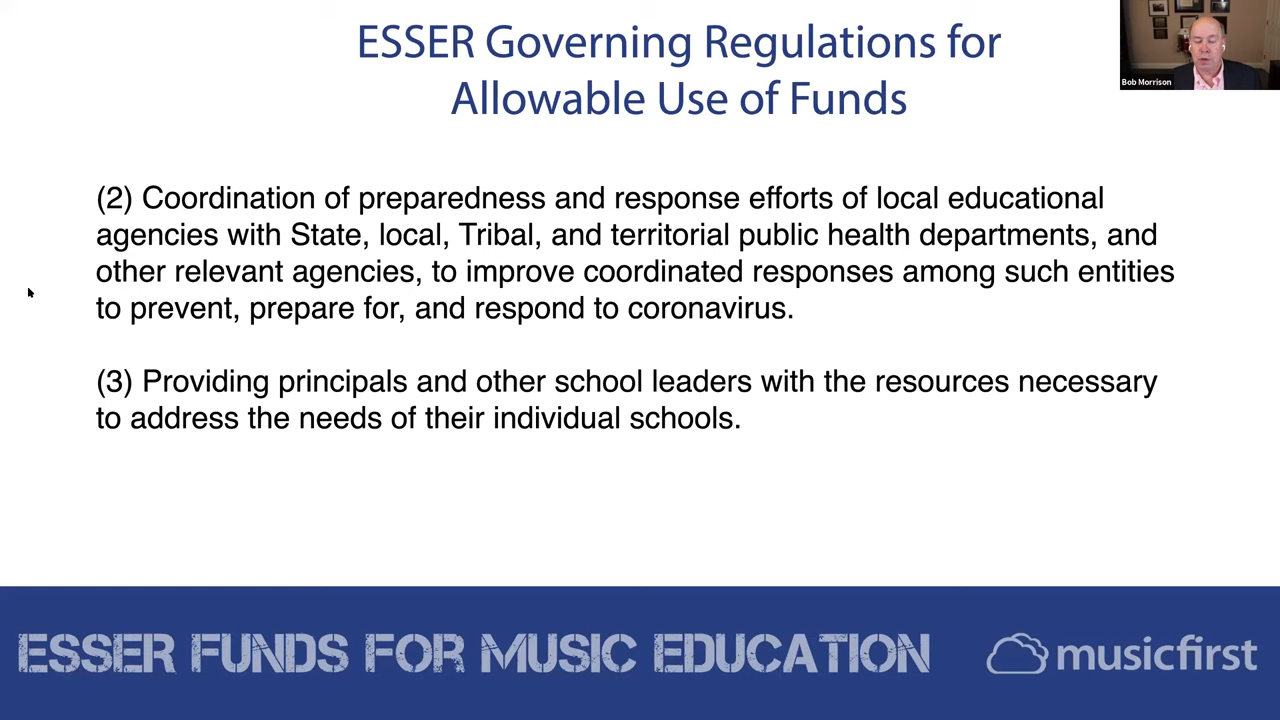 ESSER Governing Regulations for
Allowable Use of Funds
Bob Morrison
(2) Coordination of preparedness and response efforts of local educational
agencies with State, local, Tribal, and territorial public health departments, and
other relevant agencies, to improve coordinated responses among such entities
to prevent, prepare for, and respond to coronavirus.
(3) Providing principals and other school leaders with the resources necessary
to address the needs of their individual schools.
ESSER FUNDS FOR MUSIC EDUCATION
musicfirst